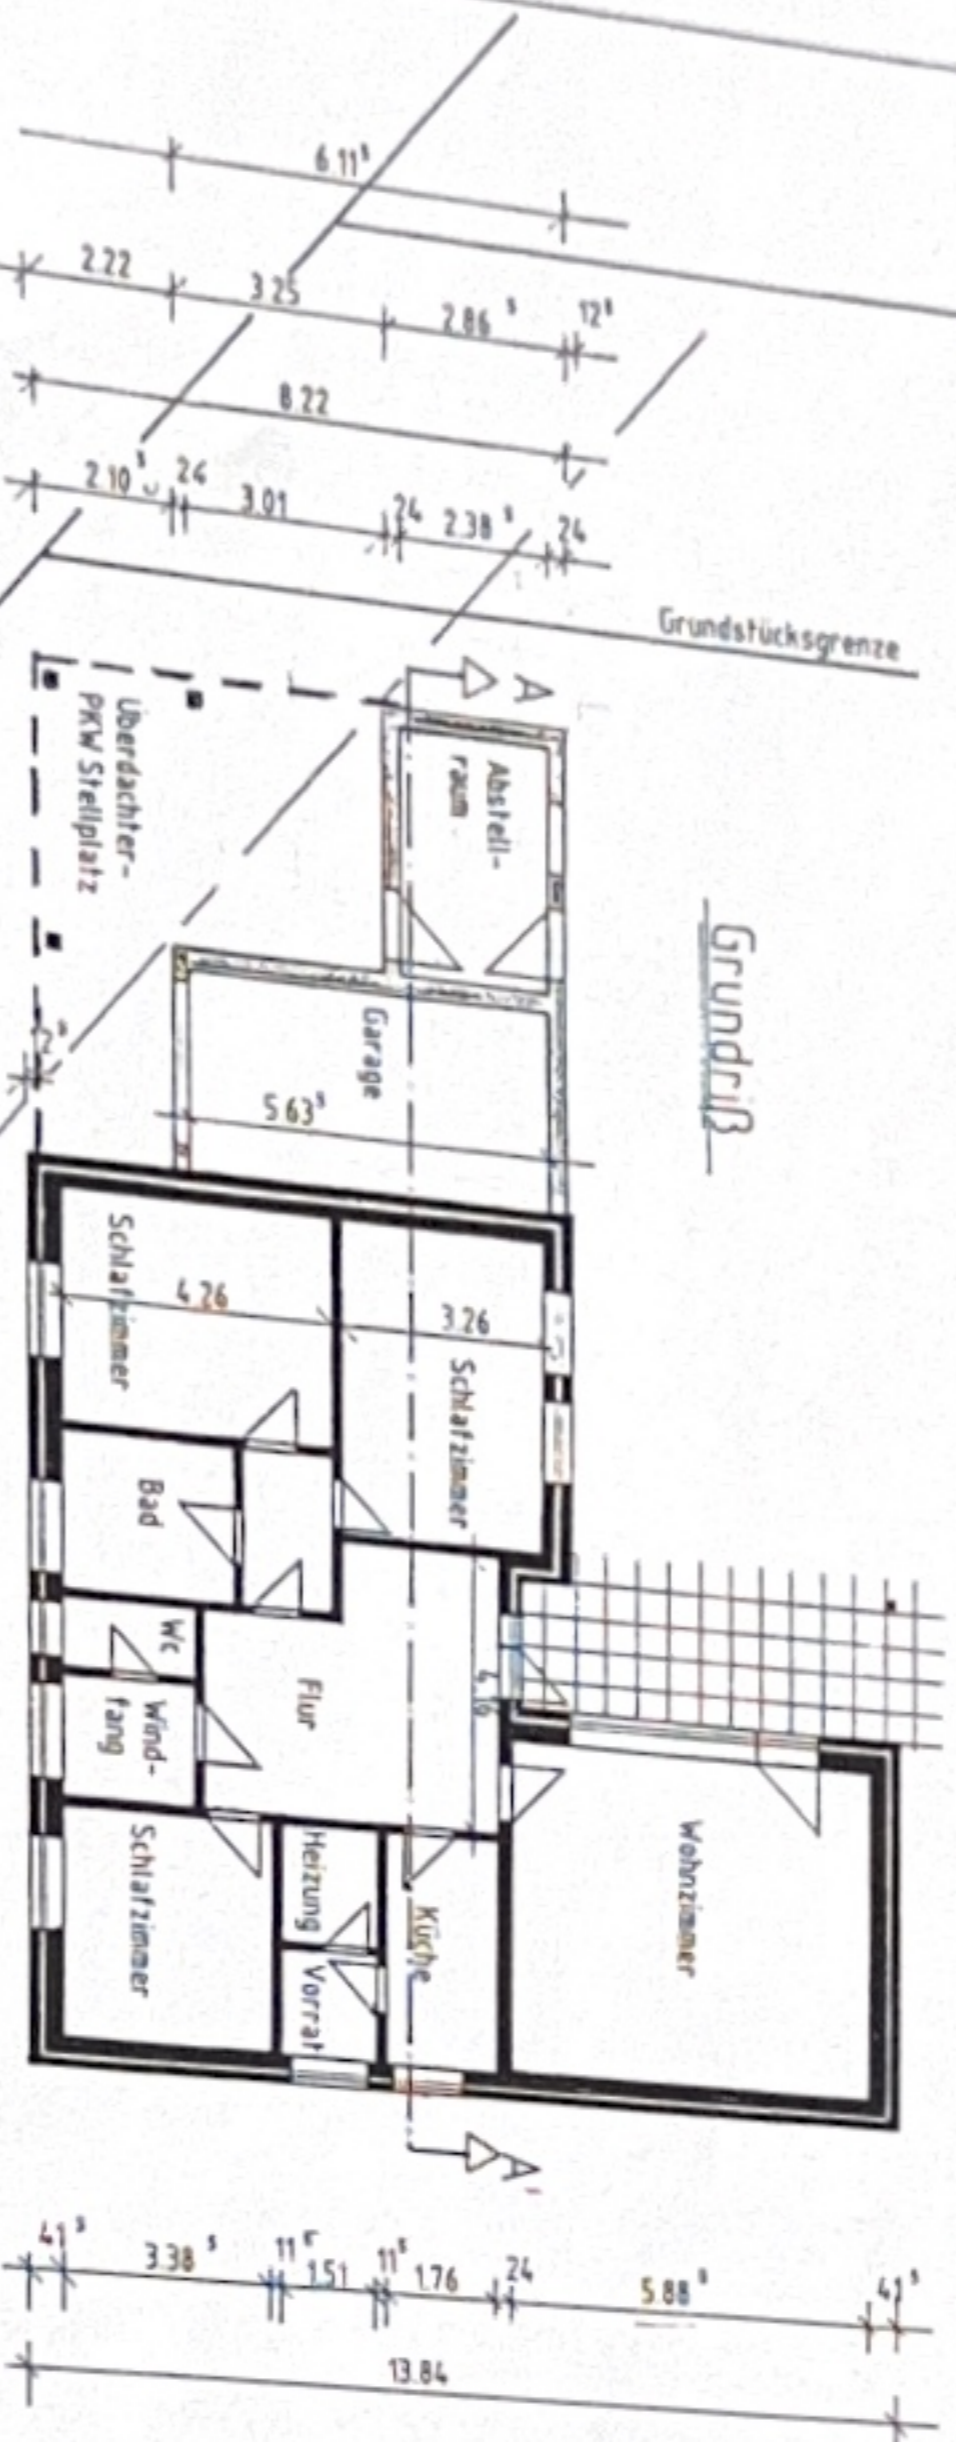 6.11⁵
2.22
3.25
2.86⁵
12⁵
8.22
2.10⁵
24
3.01
24
2.38⁵
24
Grundstücksgrenze
A
Überdachter-
PKW Stellplatz
Abstell-
raum
Grundriß
Garage
5.63⁵
Schlafzimmer
4.26
3.26
Schlafzimmer
Bad
Wc
Wind-
fang
Flur
4.16
Wohnzimmer
Schlafzimmer
Heizung
Vorrat
Küche
A'
41⁵
3.38⁵
11⁵
1.51
11⁵
1.76
24
5.88⁵
41⁵
13.84